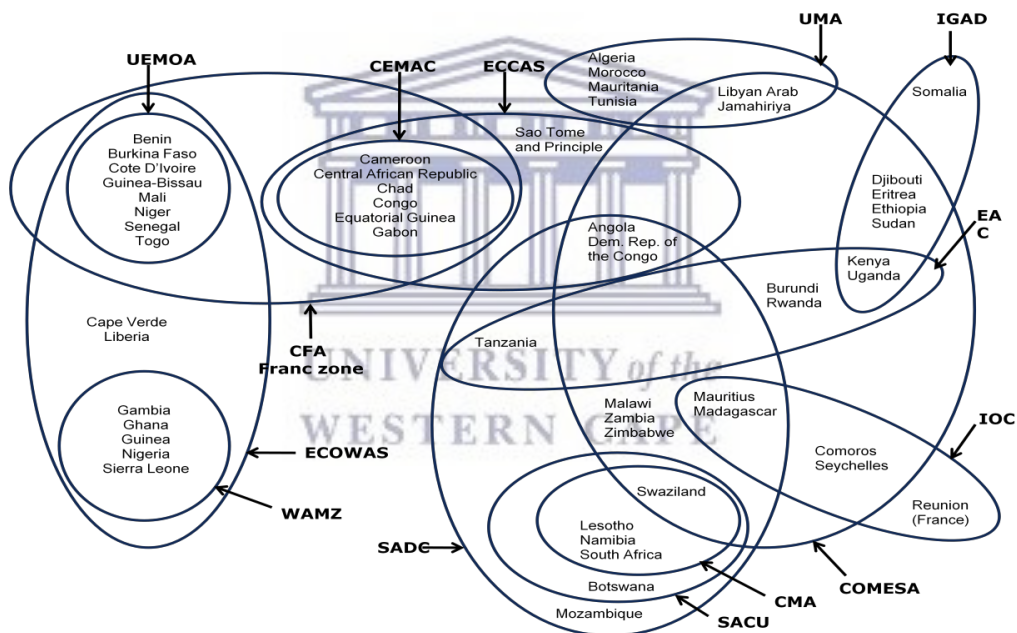 UMA
IGAD
UEMOA
CEMAC
ECCAS
Algeria
Morocco
Mauritania
Tunisia
Libyan Arab
Jamahiriya
Somalia
Sao Tome
and Principle
Benin
Burkina Faso
Cote D'Ivoire
Guinea-Bissau
Mali
Niger
Senegal
Togo
Cameroon
Central African Republic
Chad
Congo
Equatorial Guinea
Gabon
Djibouti
Eritrea
Ethiopia
Sudan
EA
C
Angola
Dem. Rep. of
the Congo
Kenya
Uganda
Burundi
Rwanda
Cape Verde
Liberia
CFA
Franc zone
Tanzania
UNIVERSITY of the
WESTERN CAPE
Malawi
Zambia
Zimbabwe
Mauritius
Madagascar
IOC
Gambia
Ghana
Guinea
Nigeria
Sierra Leone
ECOWAS
Comoros
Seychelles
WAMZ
Swaziland
Reunion
(France)
Lesotho
Namibia
South Africa
SADC
Botswana
COMESA
CMA
Mozambique
SACU